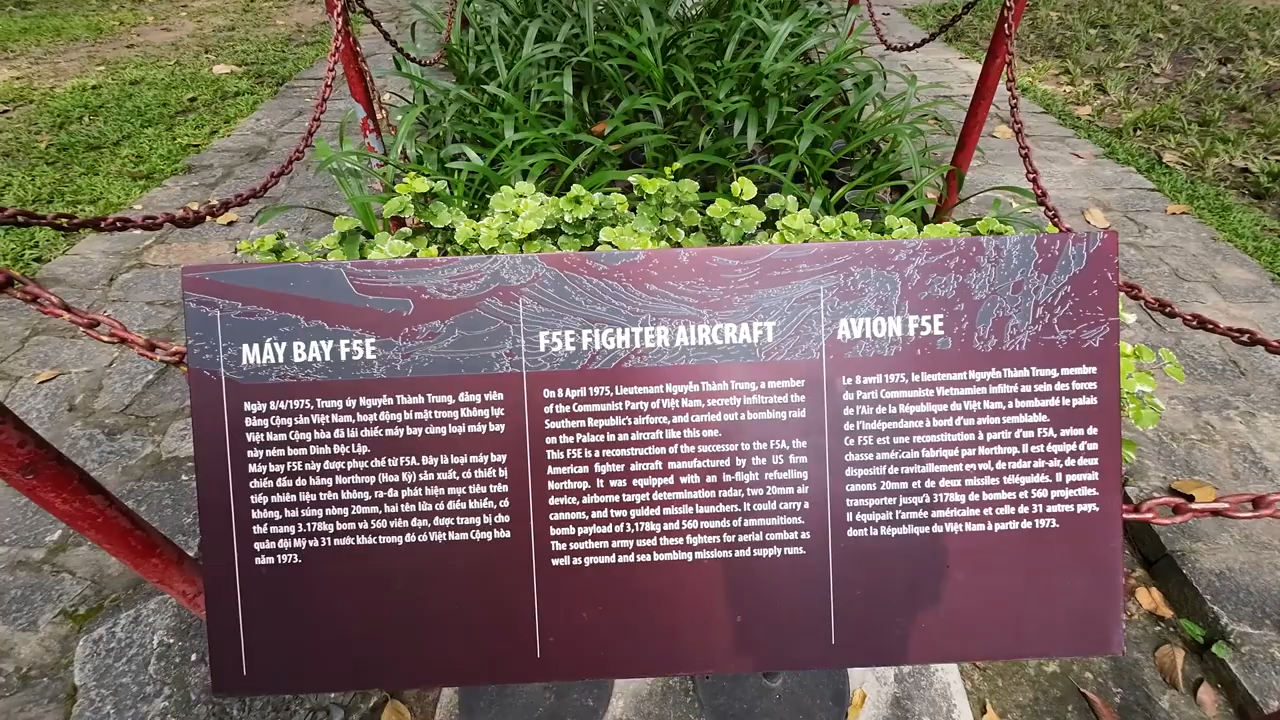 MÁY BAY F5E
Ngày 8/4/1975, Trung úy Nguyễn Thành Trung, đảng viên
Đảng Cộng sản Việt Nam, hoạt động bí mật trong Không lực
Việt Nam Cộng hòa đã lái chiếc máy bay cùng loại máy bay
này ném bom Dinh Độc Lập.
Máy bay F5E này được phục chế từ F5A. Đây là loại máy bay
chiến đấu do hãng Northrop (Hoa Kỳ) sản xuất, có thiết bị
tiếp nhiên liệu trên không, ra-đa phát hiện mục tiêu trên
không, hai súng nòng 20mm, hai tên lửa có điều khiển, có
thể mang 3.178kg bom và 560 viên đạn, được trang bị cho
quân đội Mỹ và 31 nước khác trong đó có Việt Nam Cộng hòa
năm 1973.
F5E FIGHTER AIRCRAFT
On 8 April 1975, Lieutenant Nguyễn Thành Trung, a member
of the Communist Party of Việt Nam, secretly infiltrated the
Southern Republic's airforce, and carried out a bombing raid
on the Palace in an aircraft like this one.
This F5E is a reconstruction of the successor to the F5A, the
American fighter aircraft manufactured by the US firm
Northrop. It was equipped with an in-flight refuelling
device, airborne target determination radar, two 20mm air
cannons, and two guided missile launchers. It could carry a
bomb payload of 3,178kg and 560 rounds of ammunitions.
The southern army used these fighters for aerial combat as
well as ground and sea bombing missions and supply runs.
AVION F5E
Le 8 avril 1975, le lieutenant Nguyễn Thành Trung, membre
du Parti Communiste Vietnamien infiltré au sein des forces
de l'Air de la République du Việt Nam, a bombardé le palais
de l'Indépendance à bord d'un avion semblable.
Ce F5E est une reconstitution à partir d'un F5A, avion de
chasse américain fabriqué par Northrop. Il est équipé d'un
dispositif de ravitaillement en vol, de radar air-air, de deux
canons 20mm et de deux missiles téléguidés. Il pouvait
transporter jusqu'à 3178kg de bombes et 560 projectiles.
Il équipait l'armée américaine et celle de 31 autres pays,
dont la République du Việt Nam à partir de 1973.